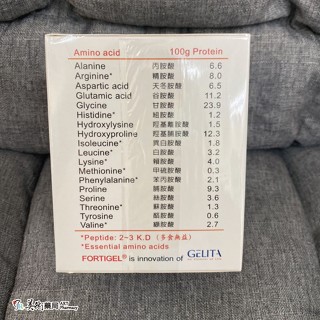 Amino acid 100g Protein
Alanine 丙胺酸 6.6
Arginine* 精胺酸 8.0
Aspartic acid 天冬胺酸 6.5
Glutamic acid 谷胺酸 11.2
Glycine 甘胺酸 23.9
Histidine* 組胺酸 1.2
Hydroxylysine 羥基離胺酸 1.5
Hydroxyproline 羥基脯胺酸 12.3
Isoleucine* 異白胺酸 1.8
Leucine* 白胺酸 3.2
Lysine* 賴胺酸 4.0
Methionine* 甲硫胺酸 0.3
Phenylalanine* 苯丙胺酸 2.1
Proline 脯胺酸 9.3
Serine 絲胺酸 3.6
Threonine* 蘇胺酸 1.3
Tyrosine 酪胺酸 0.6
Valine* 纈胺酸 2.7
*Peptide: 2~3 K.D (多食無益)
*Essential amino acids
FORTIGEL® is innovation of GELITA